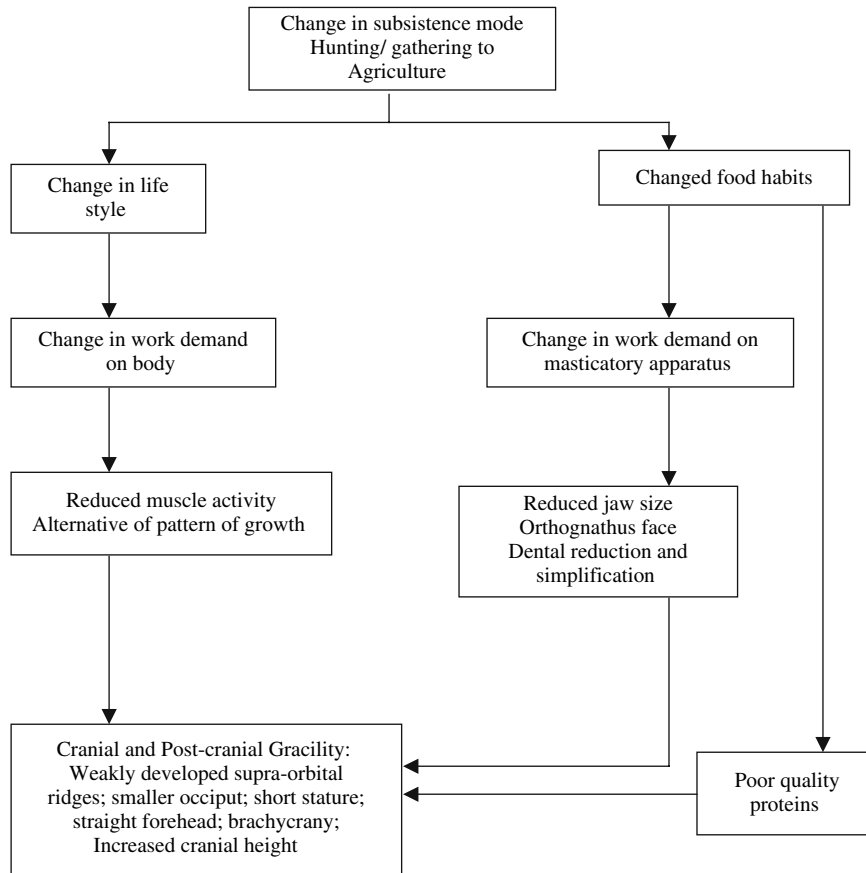 Change in subsistence mode
Hunting/ gathering to
Agriculture
Change in life
style
Changed food habits
Change in work demand
on body
Change in work demand on
masticatory apparatus
Reduced muscle activity
Alternative of pattern of growth
Reduced jaw size
Orthognathus face
Dental reduction and
simplification
Cranial and Post-cranial Gracility:
Weakly developed supra-orbital
ridges; smaller occiput; short stature;
straight forehead; brachycrany;
Increased cranial height
Poor quality
proteins